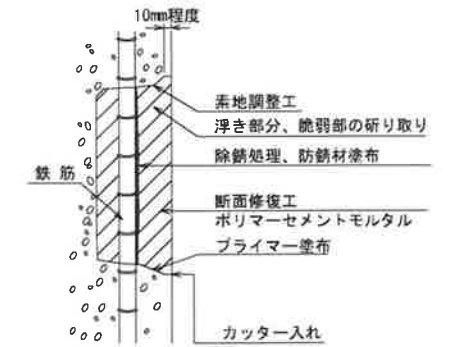 10mm程度
素地調整工
浮き部分、脆弱部の斫り取り
除錆処理、防錆材塗布
鉄筋
断面修復工
ポリマーセメントモルタル
プライマー塗布
カッター入れ